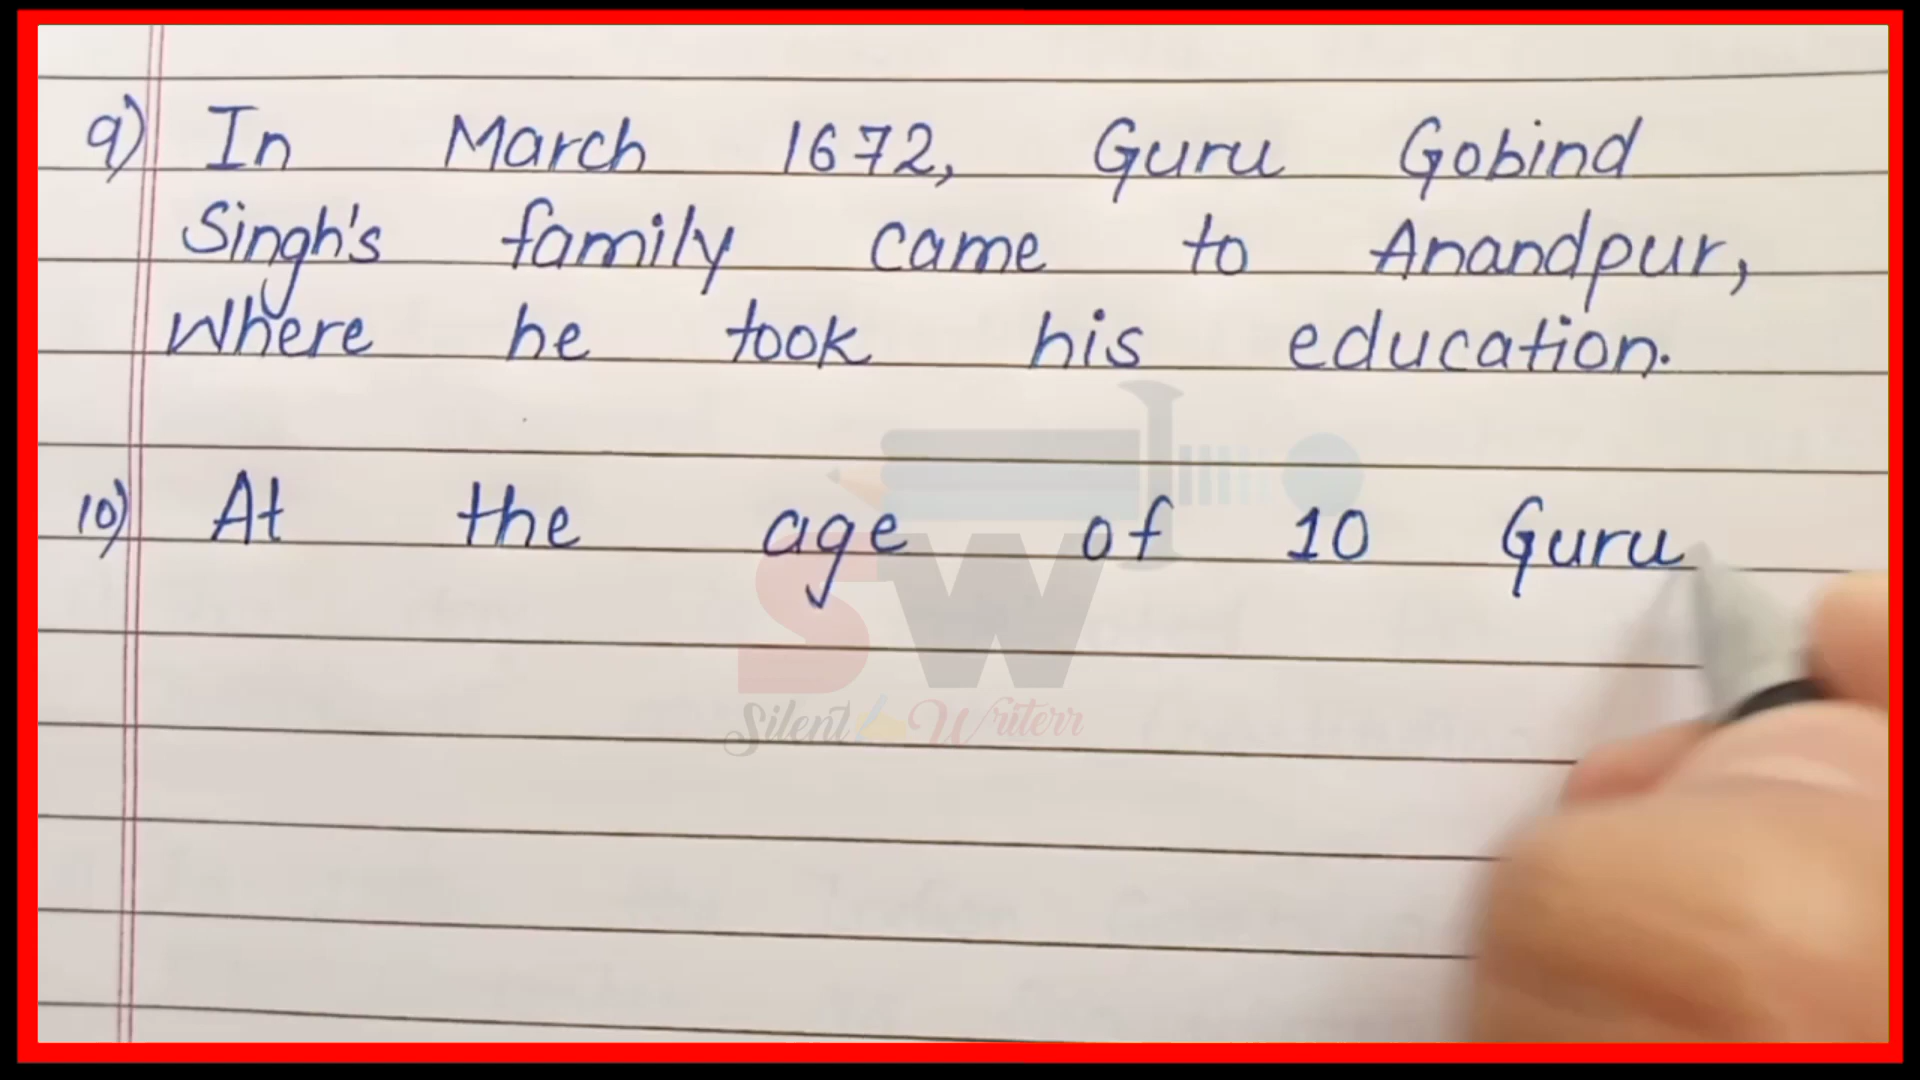 9) In March 1672, Guru Gobind
Singh's family came to Anandpur,
Where he took his education.
10) At the age of 10 Guru
SW
Silent Writerr